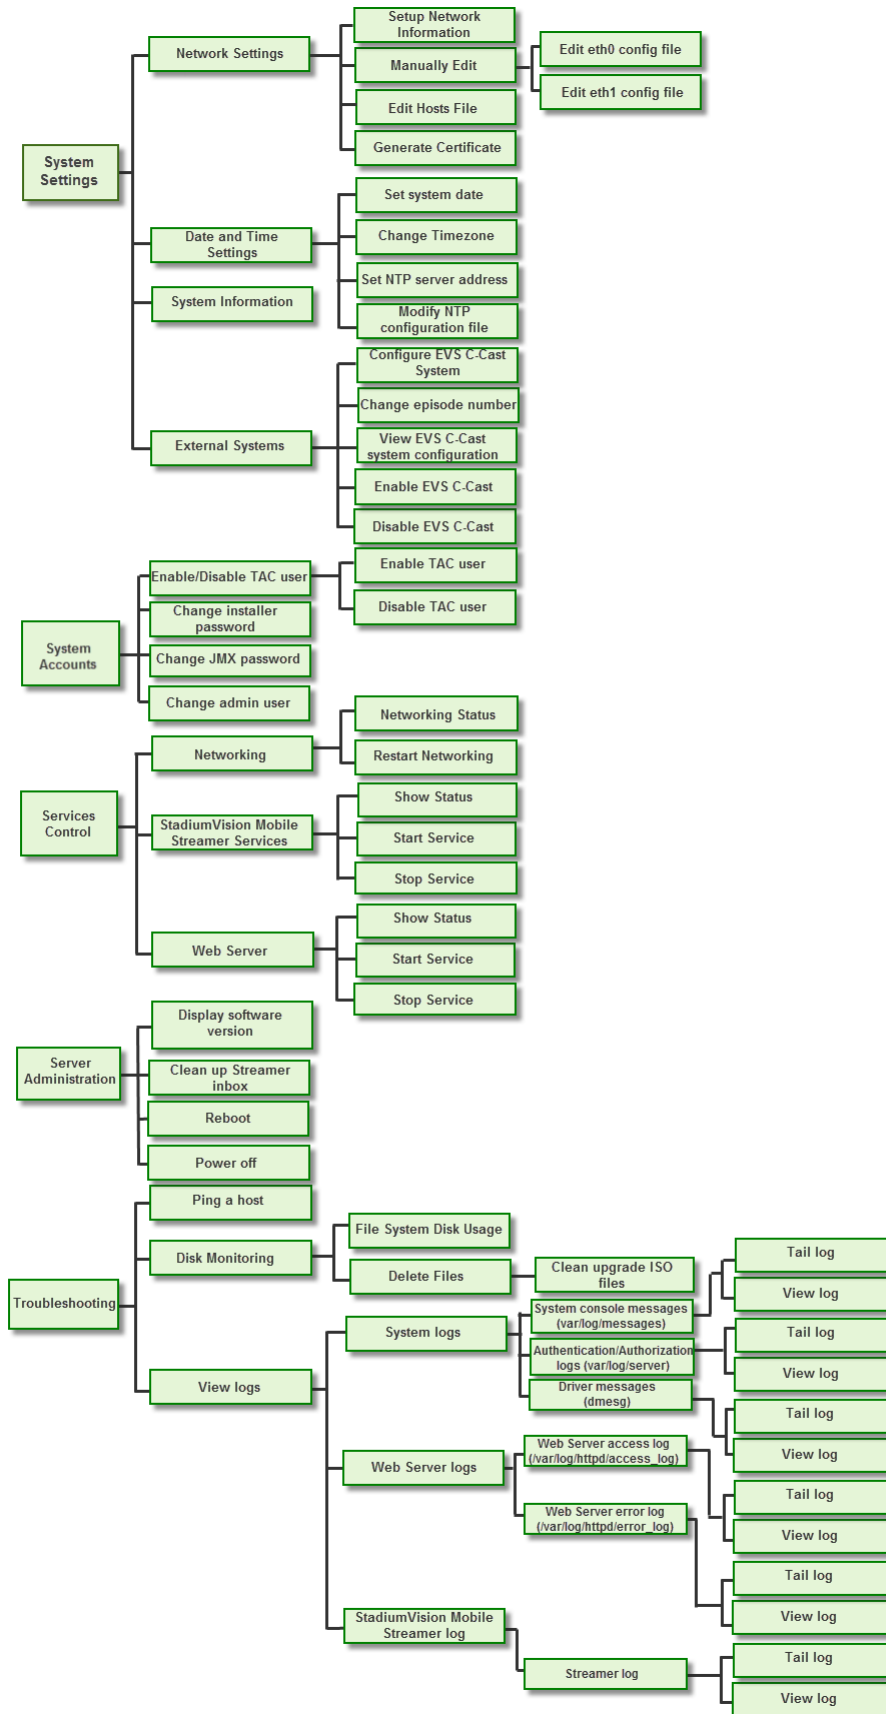 Setup Network
Information
Network Settings
Manually Edit
Edit eth0 config file
Edit eth1 config file
Edit Hosts File
Generate Certificate
System
Settings
Set system date
Date and Time
Settings
Change Timezone
Set NTP server address
System Information
Modify NTP
configuration file
Configure EVS C-Cast
System
Change episode number
External Systems
View EVS C-Cast
system configuration
Enable EVS C-Cast
Disable EVS C-Cast
Enable/Disable TAC user
Enable TAC user
Disable TAC user
Change installer
password
System
Accounts
Change JMX password
Change admin user
Networking
Networking Status
Restart Networking
Services
Control
StadiumVision Mobile
Streamer Services
Show Status
Start Service
Stop Service
Web Server
Show Status
Start Service
Stop Service
Display software
version
Server
Administration
Clean up Streamer
inbox
Reboot
Power off
Ping a host
Disk Monitoring
File System Disk Usage
Delete Files
Clean upgrade ISO
files
Troubleshooting
View logs
System logs
System console messages
(var/log/messages)
Tail log
View log
Authentication/Authorization
logs (var/log/server)
Tail log
View log
Driver messages
(dmesg)
Tail log
View log
Web Server logs
Web Server access log
(/var/log/httpd/access_log)
Tail log
View log
Web Server error log
(/var/log/httpd/error_log)
Tail log
View log
StadiumVision Mobile
Streamer log
Streamer log
Tail log
View log